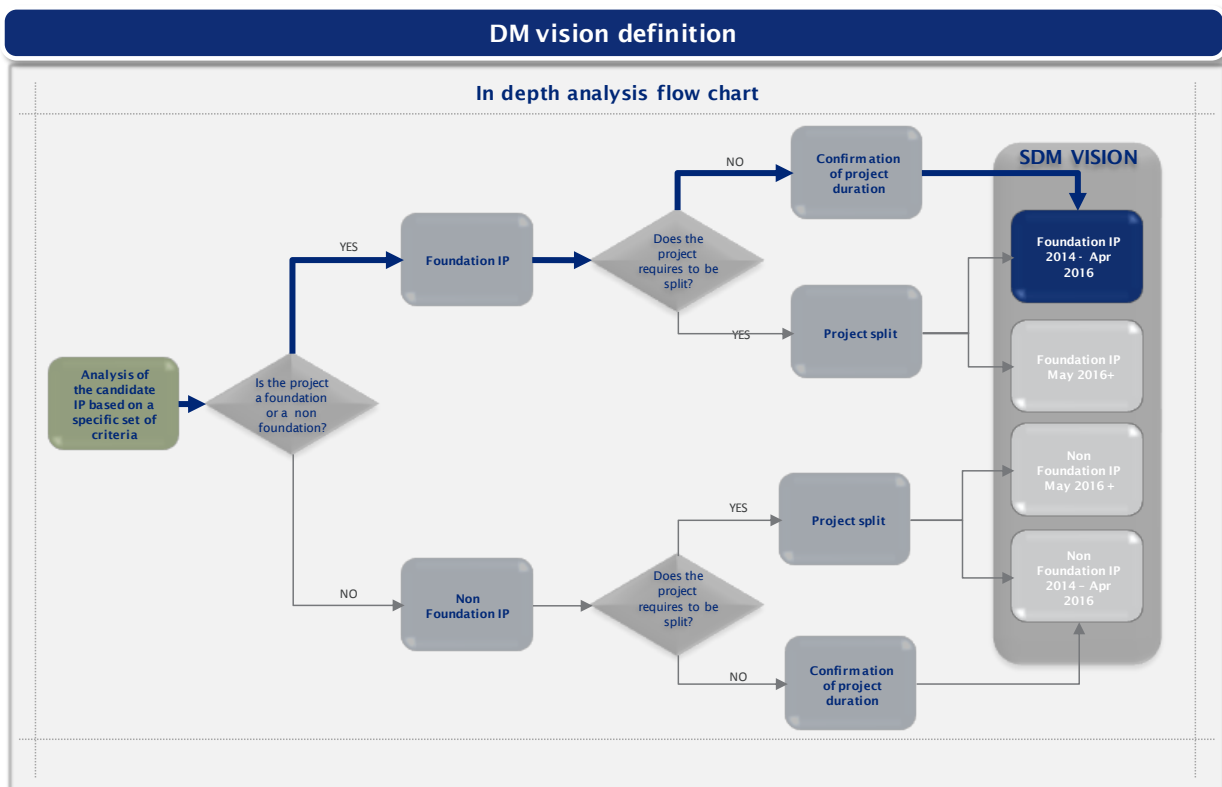 DM vision definition
In depth analysis flow chart
SDM VISION
NO
Confirmation
of project
duration
Foundation IP
2014 - Apr
2016
YES
Foundation IP
Does the
project
requires to be
split?
YES
Project split
Foundation IP
May 2016+
Analysis of
the candidate
IP based on a
specific set of
criteria
Is the project
a foundation
or a non
foundation?
Non
Foundation IP
May 2016 +
YES
Project split
Non
Foundation IP
2014 – Apr
2016
NO
Non
Foundation IP
Does the
project
requires to be
split?
NO
Confirmation
of project
duration